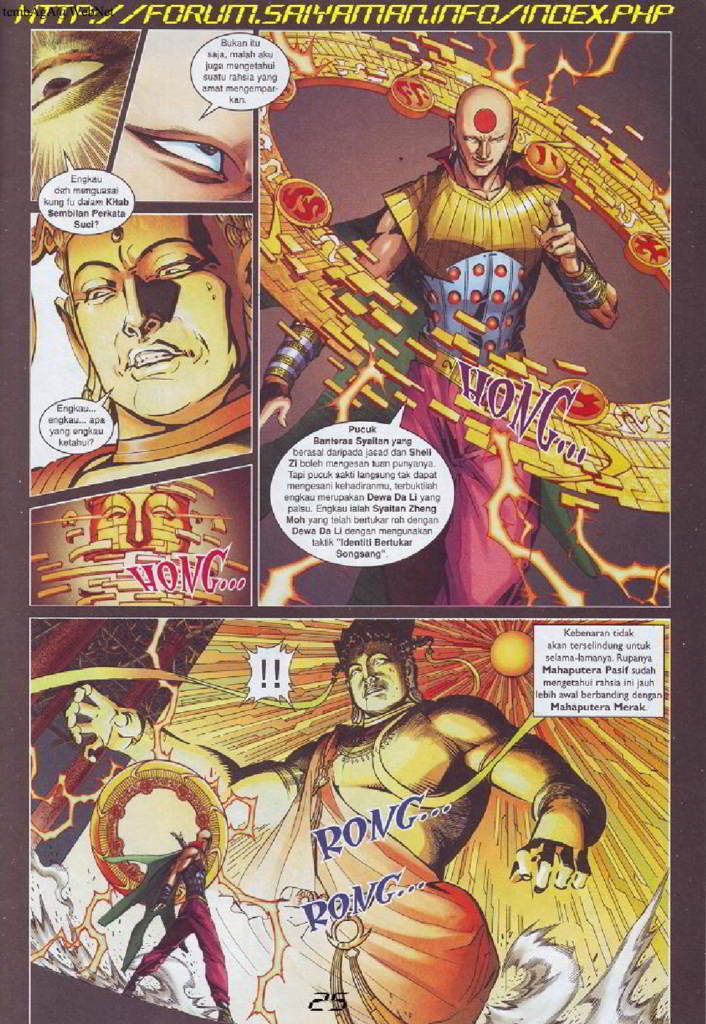 //FORUM.SAIYAMAN.INFO/INDEX.PHP
Bukan itu
saja, malah aku
juga mengetahui
suatu rahsia yang
amat mengempar-
kan.
Engkau
dah menguasai
kung fu dalam Kitab
Sembilan Perkata
Suci?
Engkau...
engkau... apa
yang engkau
ketahui?
HONG...
HONG...
Pucuk
Banteras Syaitan yang
berasal daripada jasad dan Sheli
Zi boleh mengesan tuan punyanya.
Tapi pucuk sakti langsung tak dapat
mengesani kehadiranmu, terbuktilah
engkau merupakan Dewa Da Li yang
palsu. Engkau ialah Syaitan Zheng
Moh yang telah bertukar roh dengan
Dewa Da Li dengan mengunakan
taktik "Identiti Bertukar
Songsang".
!!
Kebenaran tidak
akan terselindung untuk
selama-lamanya. Rupanya
Mahaputera Pasif sudah
mengetahui rahsia ini jauh
lebih awal berbanding dengan
Mahaputera Merak.
RONG...
RONG...
25